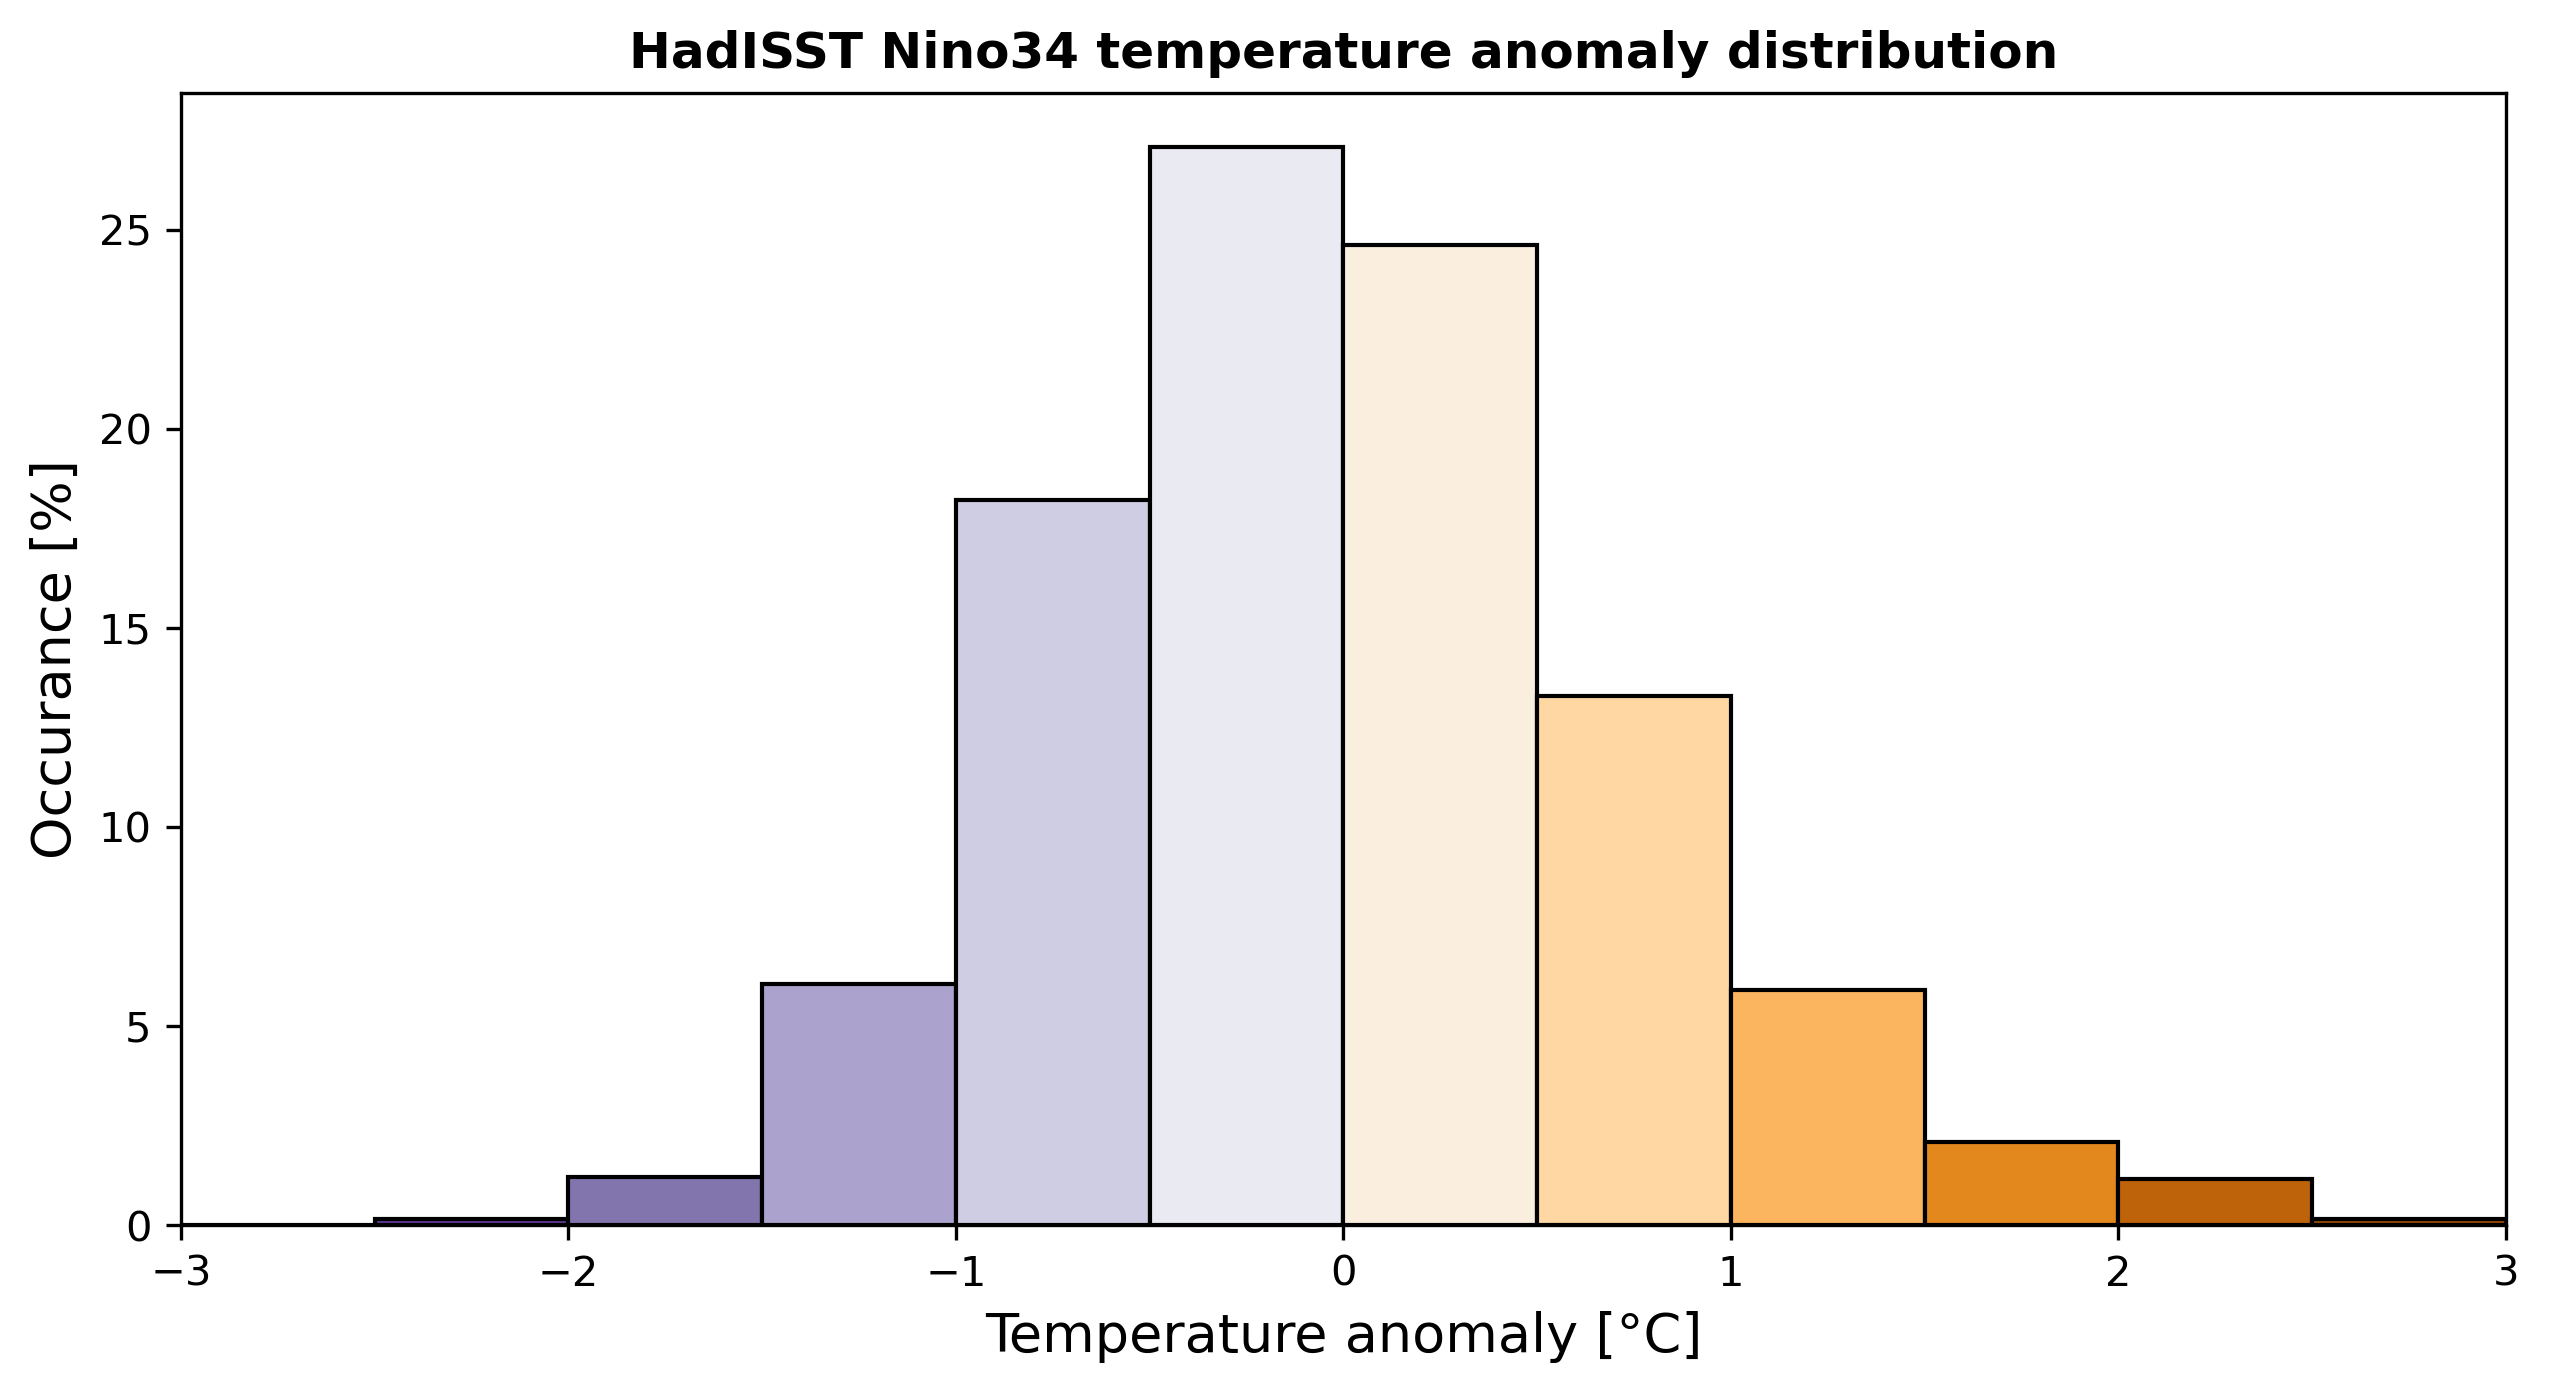 HadISST Nino34 temperature anomaly distribution
Occurance [%]
25
20
15
10
5
0
−3 −2 −1 0 1 2 3
Temperature anomaly [°C]